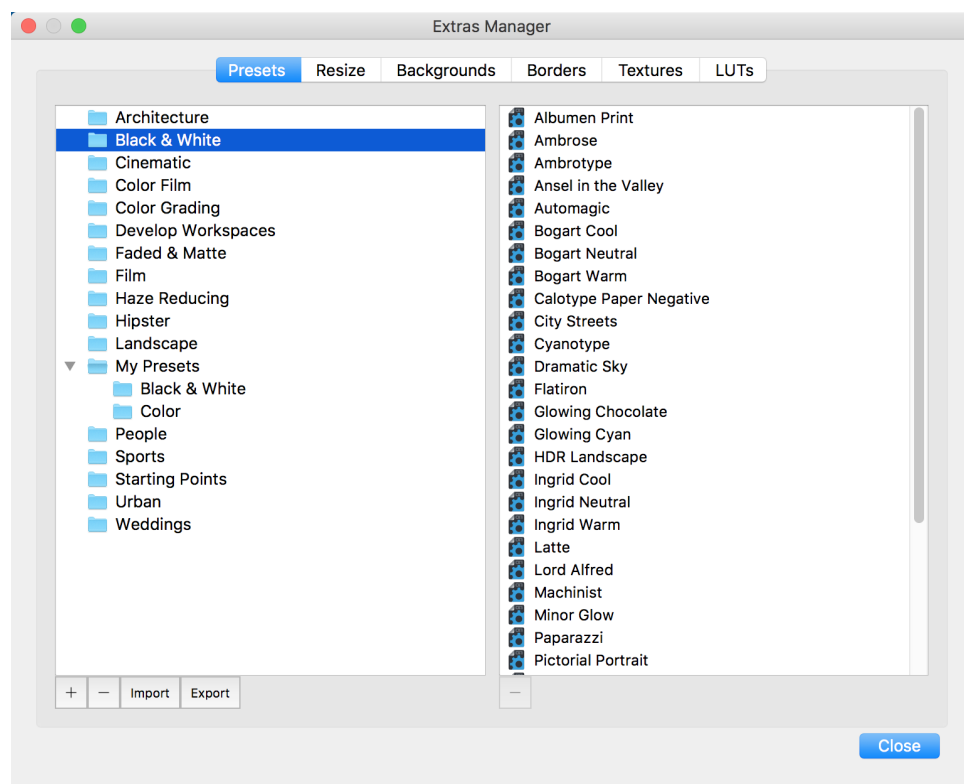 Extras Manager
Presets Resize Backgrounds Borders Textures LUTs
Architecture
Black & White
Cinematic
Color Film
Color Grading
Develop Workspaces
Faded & Matte
Film
Haze Reducing
Hipster
Landscape
My Presets
Black & White
Color
People
Sports
Starting Points
Urban
Weddings
Albumen Print
Ambrose
Ambrotype
Ansel in the Valley
Automagic
Bogart Cool
Bogart Neutral
Bogart Warm
Calotype Paper Negative
City Streets
Cyanotype
Dramatic Sky
Flatiron
Glowing Chocolate
Glowing Cyan
HDR Landscape
Ingrid Cool
Ingrid Neutral
Ingrid Warm
Latte
Lord Alfred
Machinist
Minor Glow
Paparazzi
Pictorial Portrait
+ − Import Export
−
Close